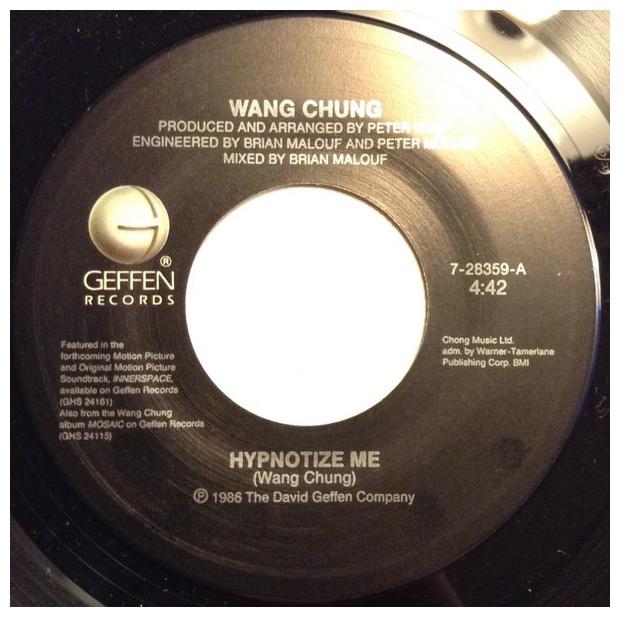 WANG CHUNG
PRODUCED AND ARRANGED BY PETER
ENGINEERED BY BRIAN MALOUF AND PETER
MIXED BY BRIAN MALOUF
®
GEFFEN
RECORDS
7-28359-A
4:42
Featured in the
forthcoming Motion Picture
and Original Motion Picture
Soundtrack, INNERSPACE,
available on Geffen Records
(GHS 24161)
Also from the Wang Chung
album MOSAIC on Geffen Records
(GHS 24115)
Chong Music Ltd.
adm. by Warner-Tamerlane
Publishing Corp. BMI
HYPNOTIZE ME
(Wang Chung)
℗ 1986 The David Geffen Company